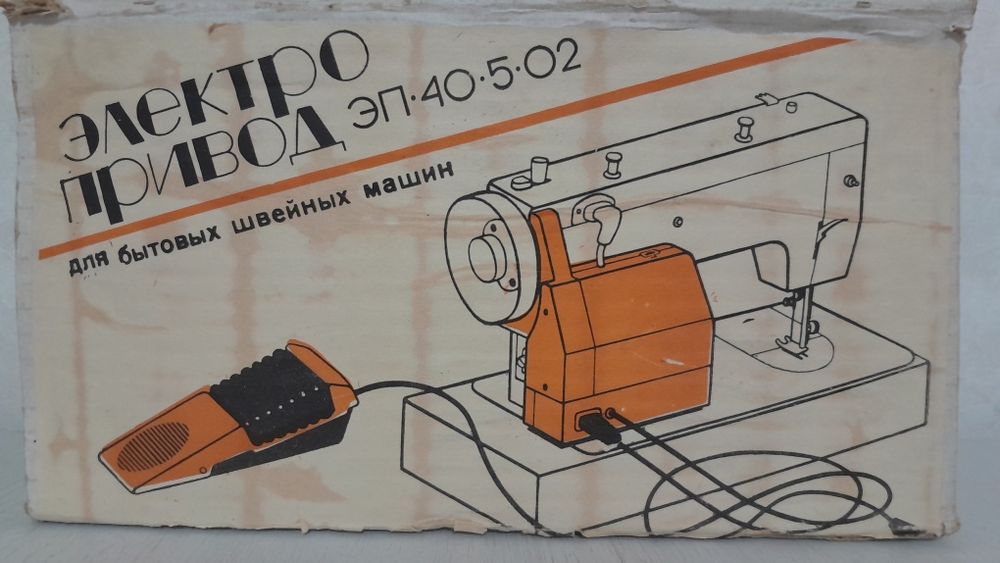 электро
привод ЭП·40·5·02
для бытовых швейных машин